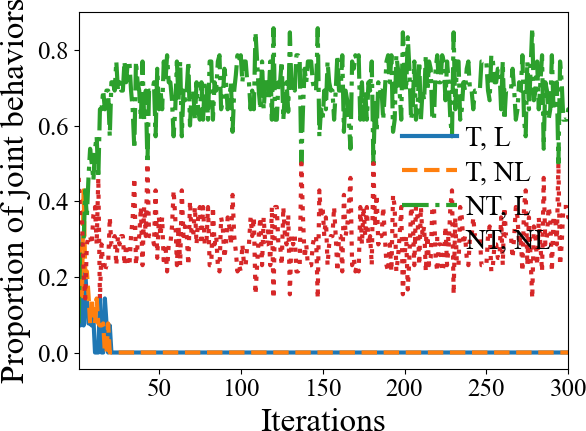 Proportion of joint behaviors
0.8
0.6
0.4
0.2
0.0
T, L
T, NL
NT, L
NT, NL
50 100 150 200 250 300
Iterations